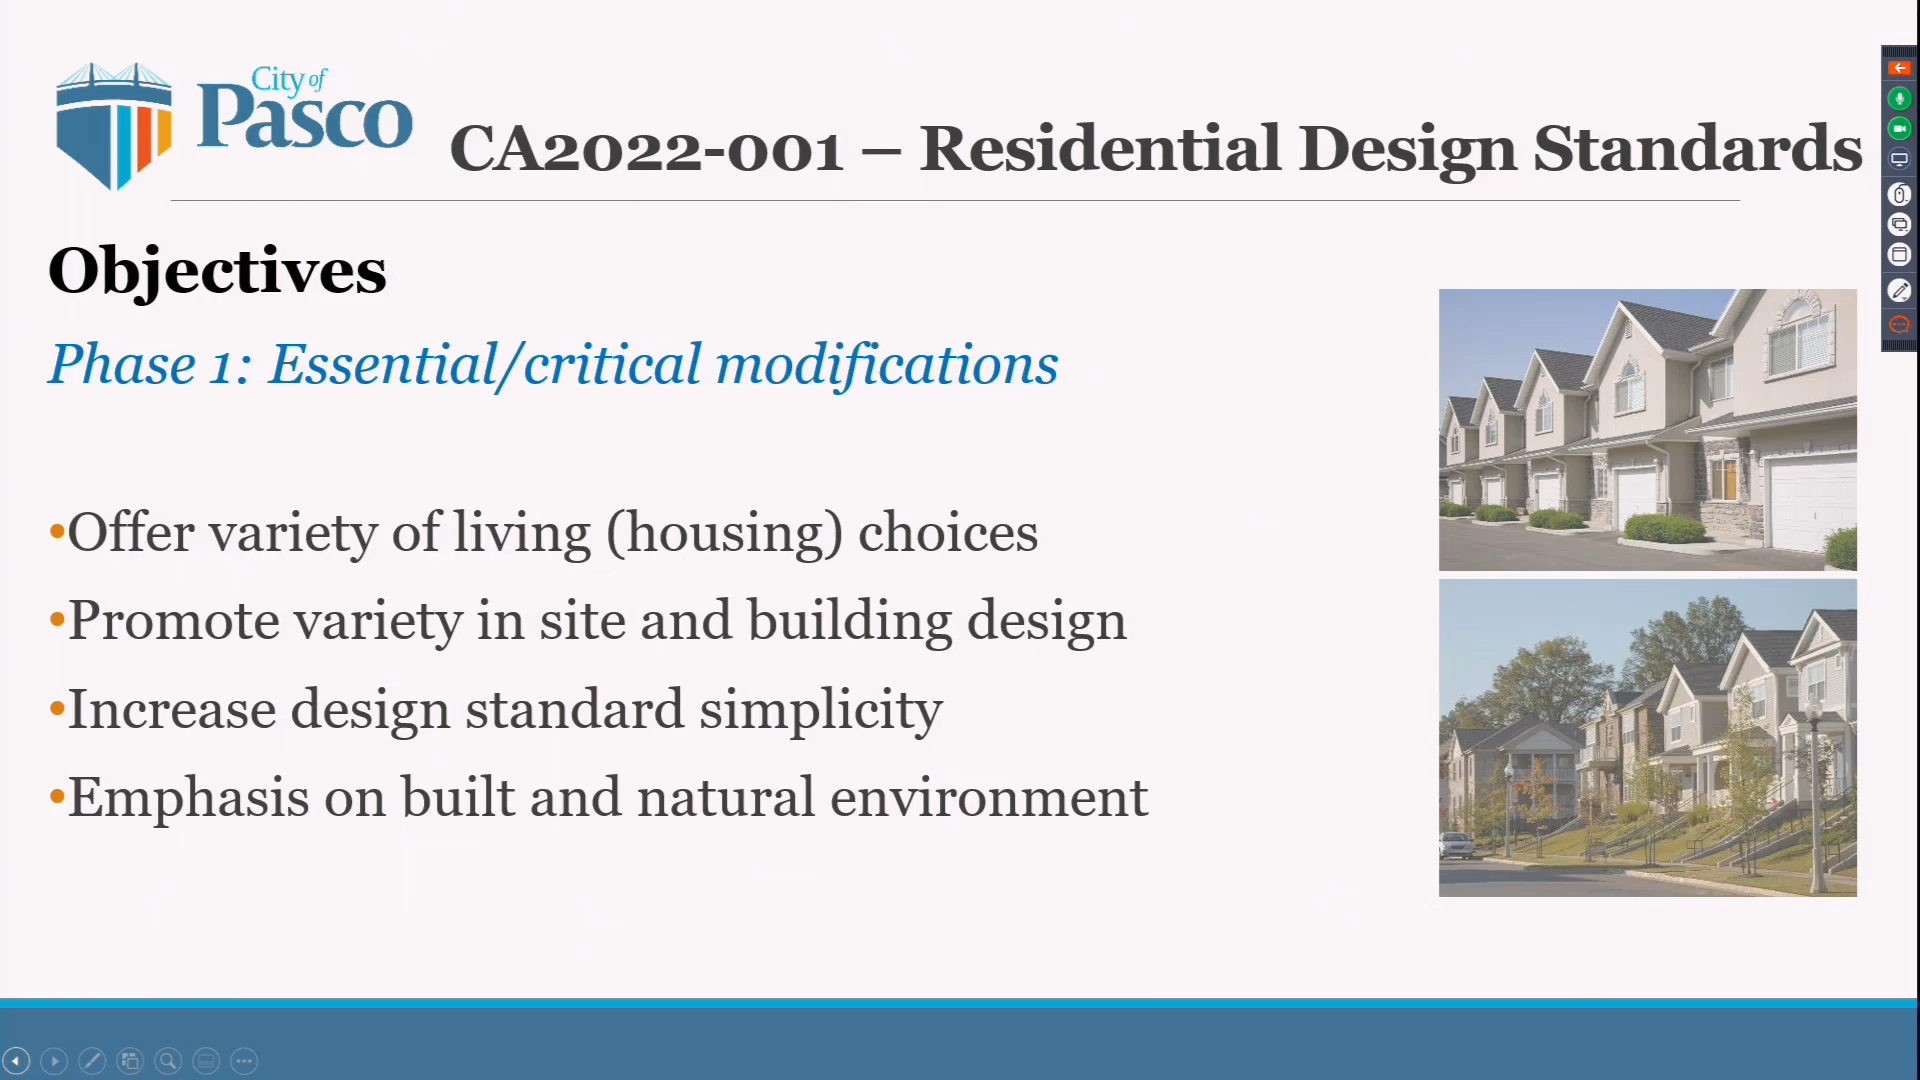 City of
Pasco
CA2022-001 – Residential Design Standards
Objectives
Phase 1: Essential/critical modifications
•Offer variety of living (housing) choices
•Promote variety in site and building design
•Increase design standard simplicity
•Emphasis on built and natural environment